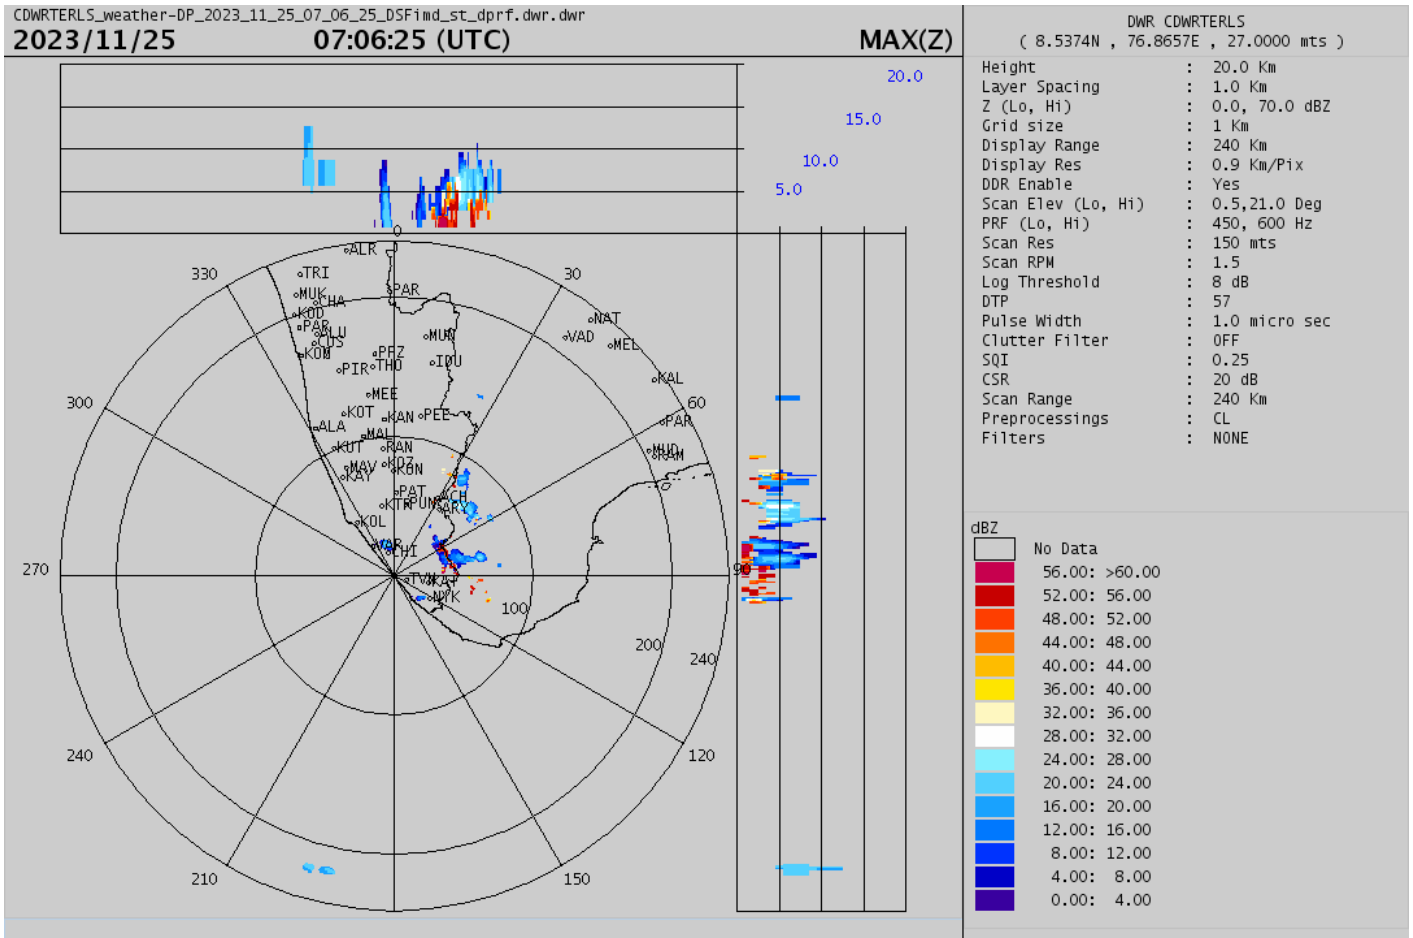 CDWRTERLS_weather-DP_2023_11_25_07_06_25_DSFimd_st_dprf.dwr.dwr
2023/11/25 07:06:25 (UTC) MAX(Z)
20.0
15.0
10.0
5.0
0
ALR
330
TRI
30
PAR
MUK
CHA
KOD
NAT
PAR
ALU
MUN
VAD
CUS
MEL
KOM
PFZ
IDU
PIR
THO
KAL
MEE
300
60
KOT
KAN
PEE
PAR
ALA
MAL
KUT
RAN
MUD
RAM
MAV
KOZ
KON
KAY
PAT
ACH
KTR
PUN
ARY
KOL
VAR
CHI
270
90
TVM
KAT
NYK
100
200
240
240
120
210
150
DWR CDWRTERLS
( 8.5374N , 76.8657E , 27.0000 mts )
Height : 20.0 Km
Layer Spacing : 1.0 Km
Z (Lo, Hi) : 0.0, 70.0 dBZ
Grid size : 1 Km
Display Range : 240 Km
Display Res : 0.9 Km/Pix
DDR Enable : Yes
Scan Elev (Lo, Hi) : 0.5,21.0 Deg
PRF (Lo, Hi) : 450, 600 Hz
Scan Res : 150 mts
Scan RPM : 1.5
Log Threshold : 8 dB
DTP : 57
Pulse Width : 1.0 micro sec
Clutter Filter : OFF
SQI : 0.25
CSR : 20 dB
Scan Range : 240 Km
Preprocessings : CL
Filters : NONE
dBZ
No Data
56.00: >60.00
52.00: 56.00
48.00: 52.00
44.00: 48.00
40.00: 44.00
36.00: 40.00
32.00: 36.00
28.00: 32.00
24.00: 28.00
20.00: 24.00
16.00: 20.00
12.00: 16.00
8.00: 12.00
4.00: 8.00
0.00: 4.00